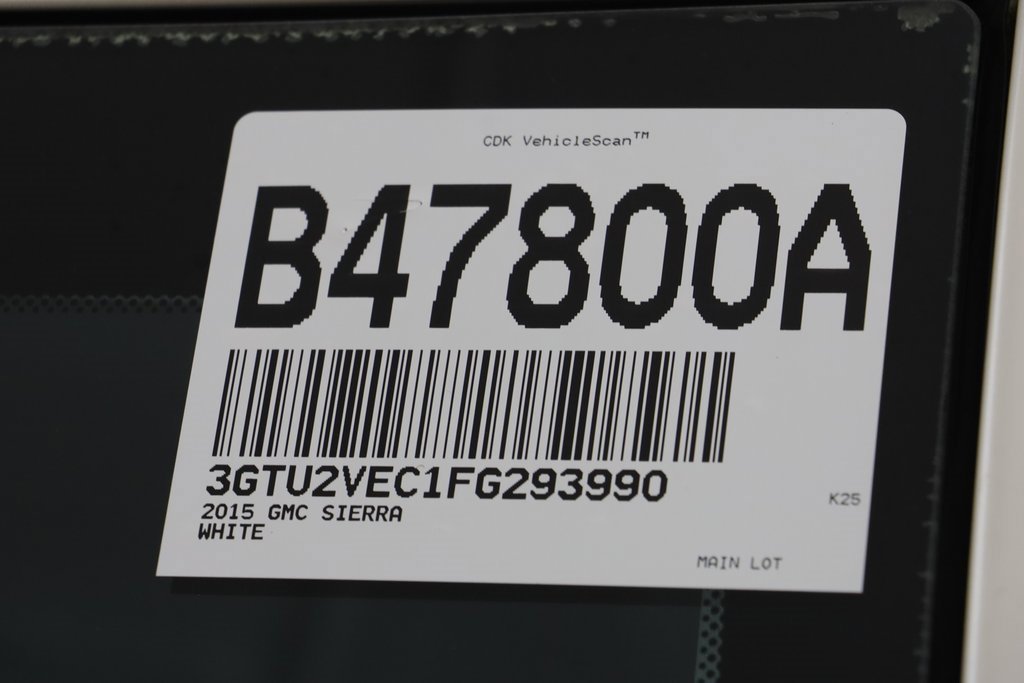 CDK VehicleScan™
B47800A
3GTU2VEC1FG293990
2015 GMC SIERRA
K25
WHITE
MAIN LOT